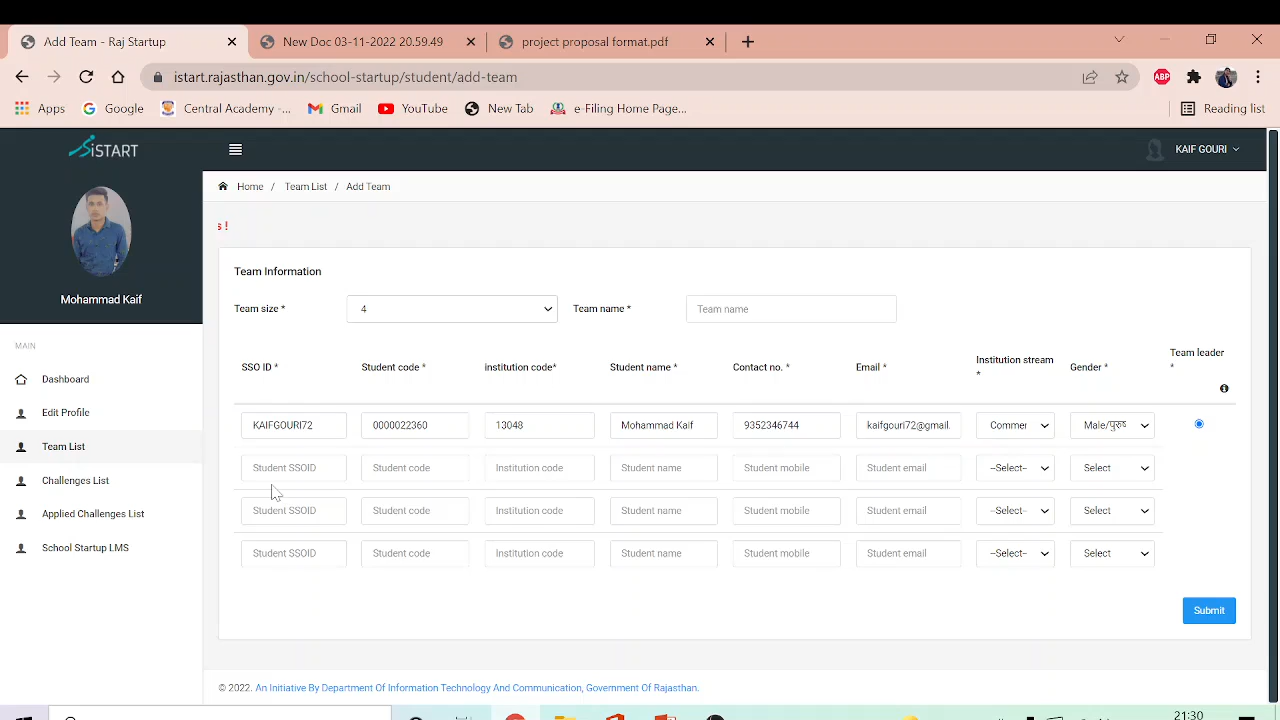 Add Team - Raj Startup
New Doc 03-11-2022 20.59.49
project proposal format.pdf
istart.rajasthan.gov.in/school-startup/student/add-team
ABP
Apps Google Central Academy -... Gmail YouTube New Tab e-Filing Home Page... Reading list
iSTART
KAIF GOURI
Home / Team List / Add Team
s !
Mohammad Kaif
MAIN
Dashboard
Edit Profile
Team List
Challenges List
Applied Challenges List
School Startup LMS
Team Information
Team size * 4 Team name * Team name
SSO ID * Student code * institution code* Student name * Contact no. * Email * Institution stream * Gender * Team leader *
KAIFGOURI72 0000022360 13048 Mohammad Kaif 9352346744 kaifgouri72@gmail. Commer Male/पुरुष
Student SSOID Student code Institution code Student name Student mobile Student email --Select-- Select
Student SSOID Student code Institution code Student name Student mobile Student email --Select-- Select
Student SSOID Student code Institution code Student name Student mobile Student email --Select-- Select
Submit
© 2022. An Initiative By Department Of Information Technology And Communication, Government Of Rajasthan.
21:30